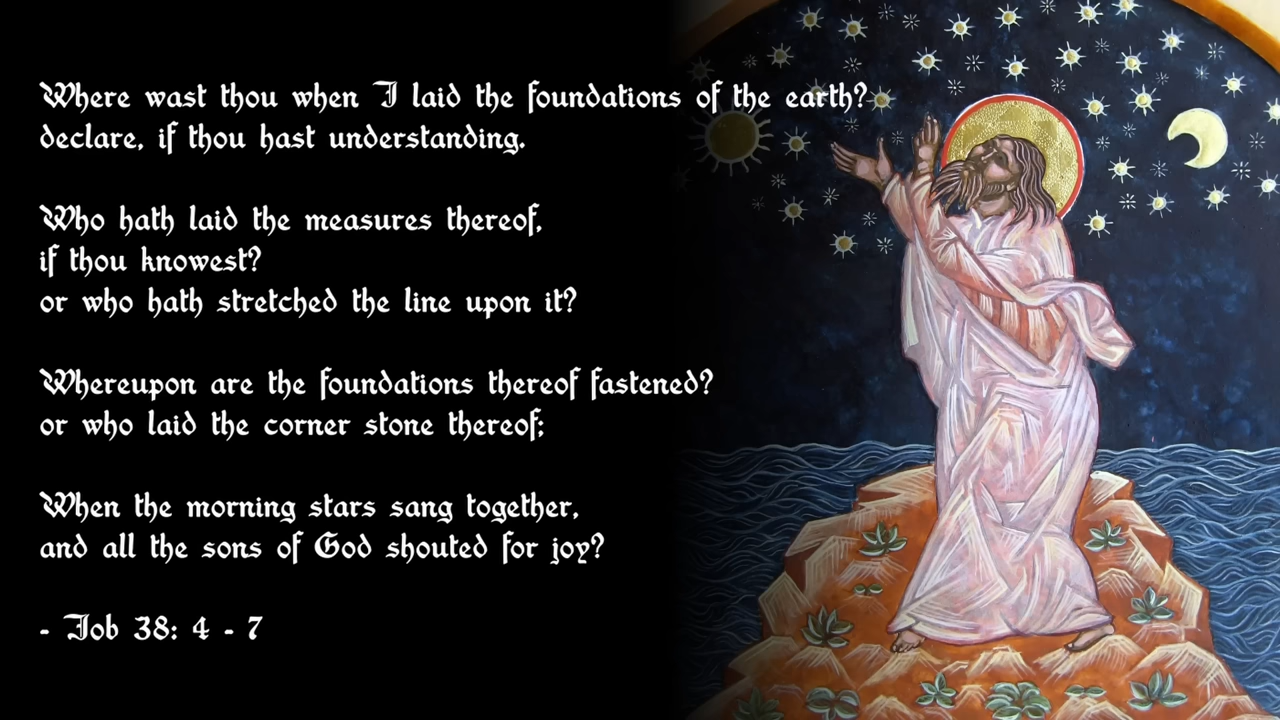 Where wast thou when I laid the foundations of the earth?
declare, if thou hast understanding.
Who hath laid the measures thereof,
if thou knowest?
or who hath stretched the line upon it?
Whereupon are the foundations thereof fastened?
or who laid the corner stone thereof;
When the morning stars sang together,
and all the sons of God shouted for joy?
- Job 38: 4 - 7